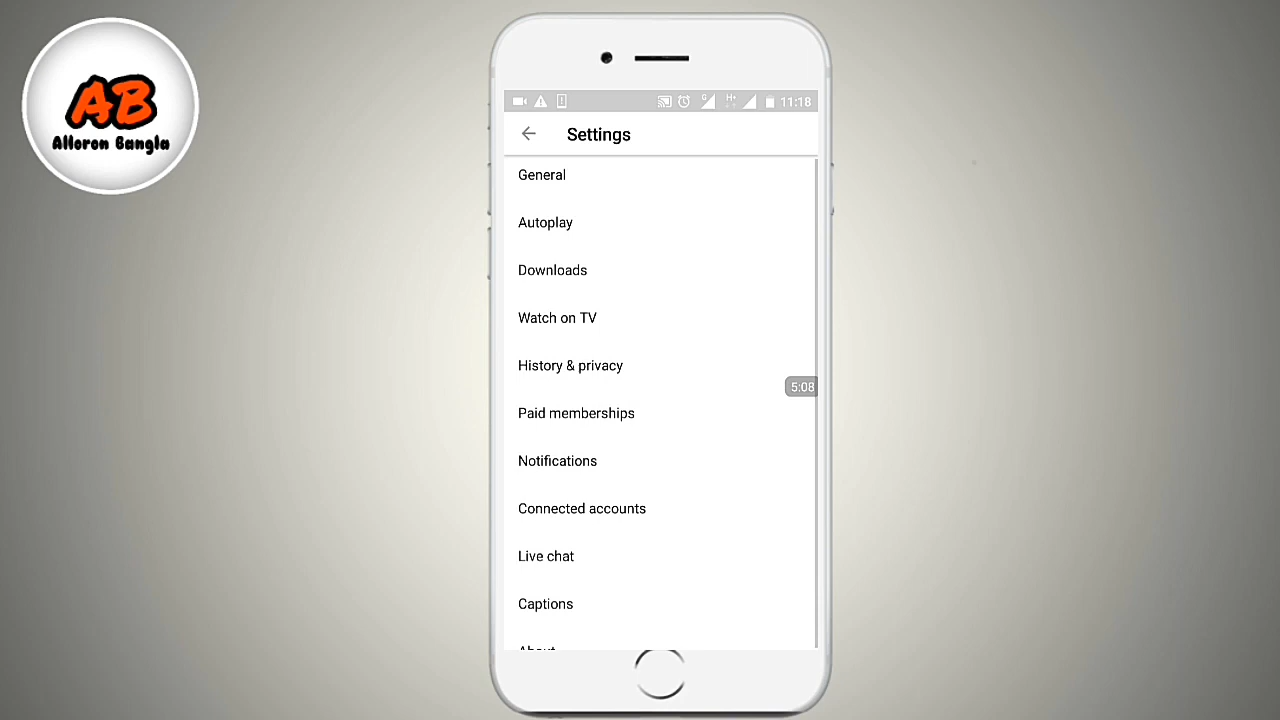 AB
Alloron Bangla
G
H+
11:18
Settings
General
Autoplay
Downloads
Watch on TV
History & privacy
5:08
Paid memberships
Notifications
Connected accounts
Live chat
Captions
About